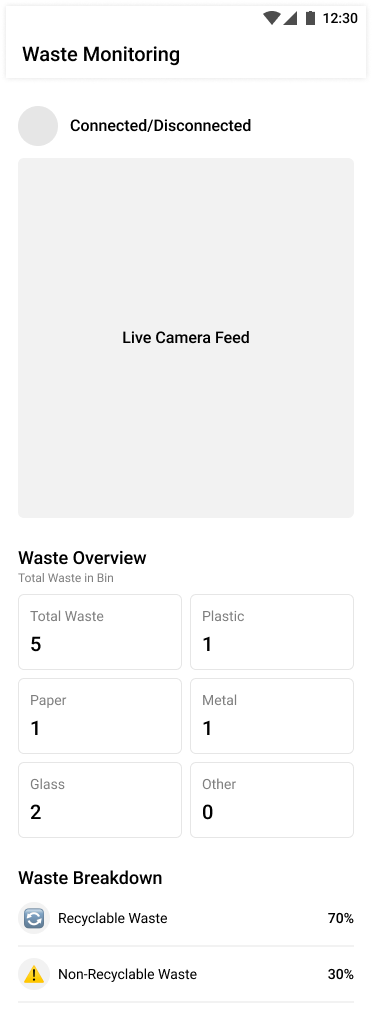 12:30
Waste Monitoring
Connected/Disconnected
Live Camera Feed
Waste Overview
Total Waste in Bin
Total Waste
5
Plastic
1
Paper
1
Metal
1
Glass
2
Other
0
Waste Breakdown
Recyclable Waste 70%
Non-Recyclable Waste 30%